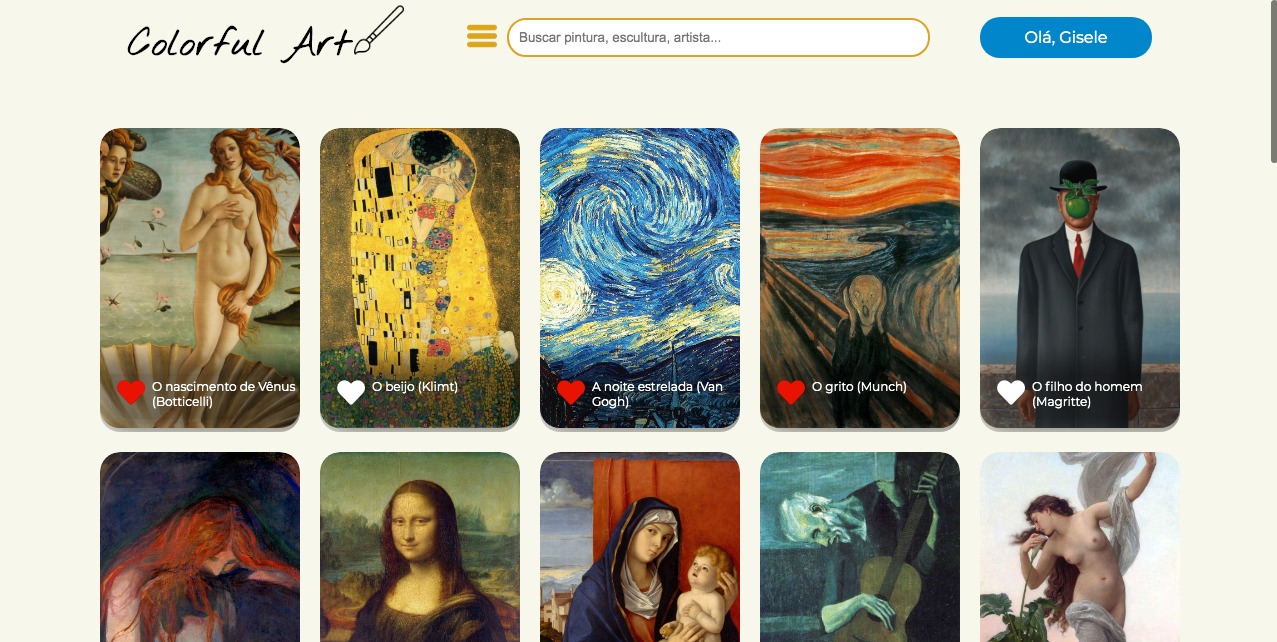 Colorful Art
Buscar pintura, escultura, artista...
Olá, Gisele
O nascimento de Vênus
(Botticelli)
O beijo (Klimt)
A noite estrelada (Van
Gogh)
O grito (Munch)
O filho do homem
(Magritte)